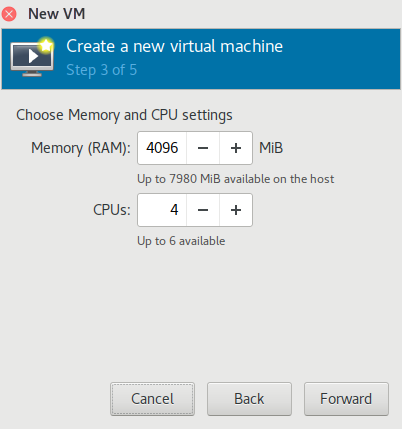 New VM
Create a new virtual machine
Step 3 of 5
Choose Memory and CPU settings
Memory (RAM): 4096 − + MiB
Up to 7980 MiB available on the host
CPUs: 4 − +
Up to 6 available
Cancel Back Forward